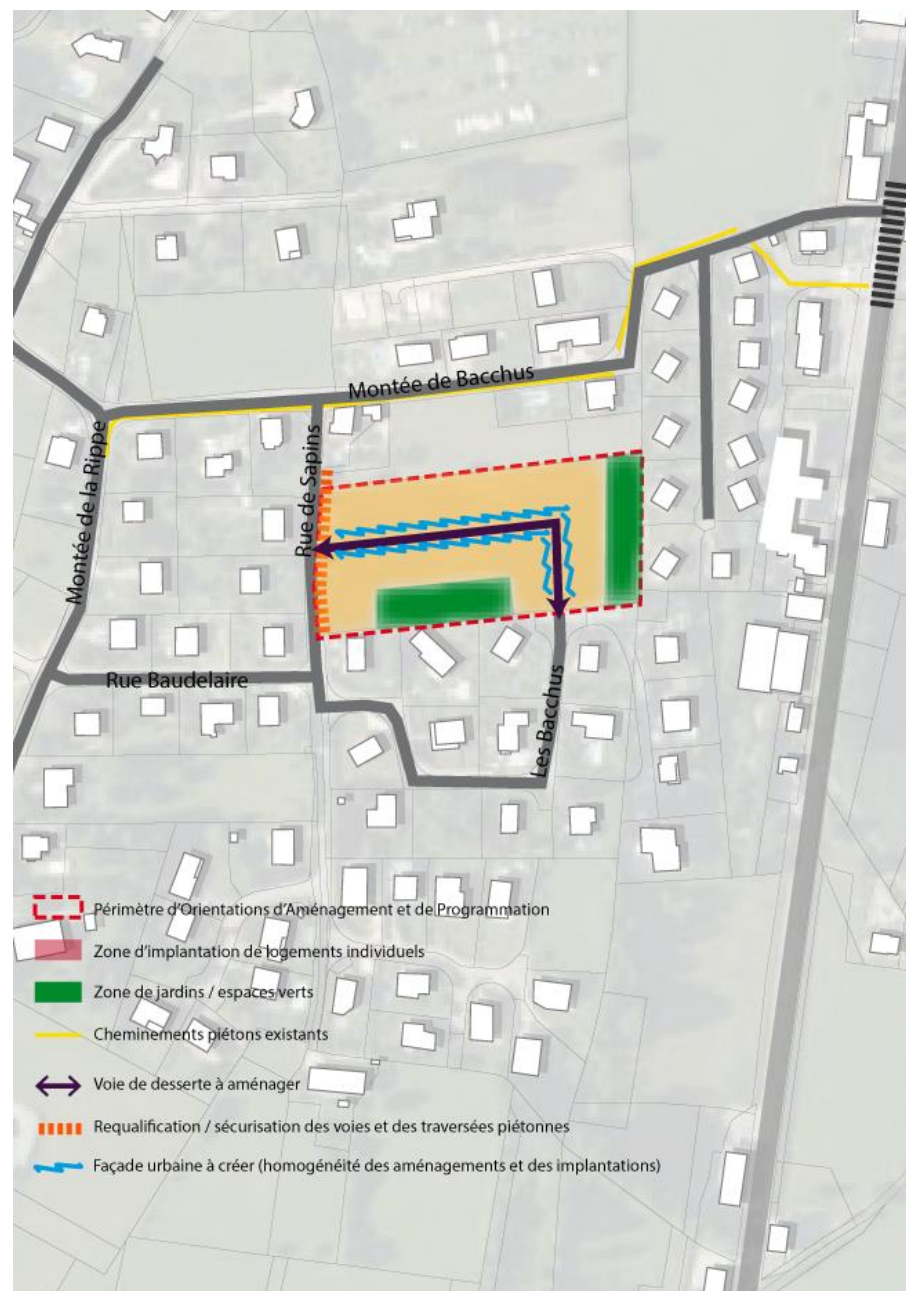 Montée de Bacchus
Montée de la Rippe
Rue de Sapins
Rue Baudelaire
Les Bacchus
Périmètre d'Orientations d'Aménagement et de Programmation
Zone d'implantation de logements individuels
Zone de jardins / espaces verts
Cheminements piétons existants
Voie de desserte à aménager
Requalification / sécurisation des voies et des traversées piétonnes
Façade urbaine à créer (homogénéité des aménagements et des implantations)